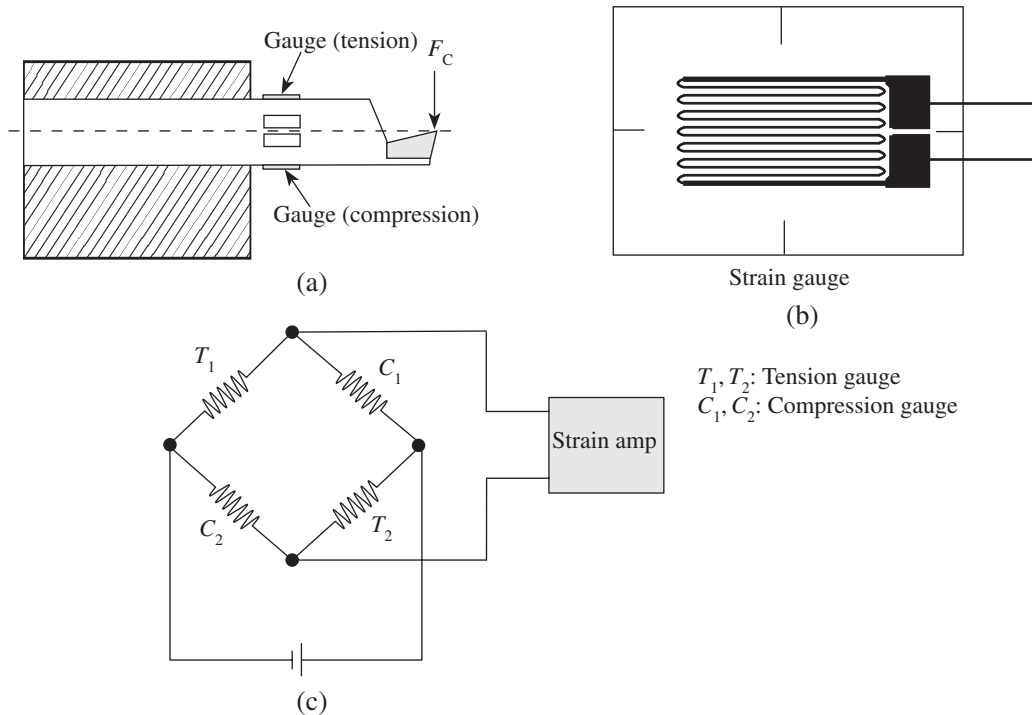 Gauge (tension)
F_C
Gauge (compression)
(a)
Strain gauge
(b)
T_1
C_1
T_1, T_2: Tension gauge
C_1, C_2: Compression gauge
Strain amp
C_2
T_2
(c)